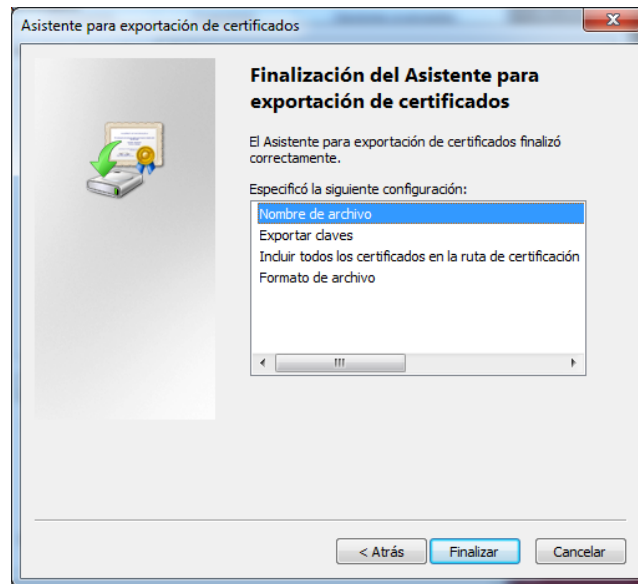 Asistente para exportación de certificados
Finalización del Asistente para
exportación de certificados
El Asistente para exportación de certificados finalizó
correctamente.
Especificó la siguiente configuración:
Nombre de archivo
Exportar claves
Incluir todos los certificados en la ruta de certificación
Formato de archivo
< Atrás Finalizar Cancelar